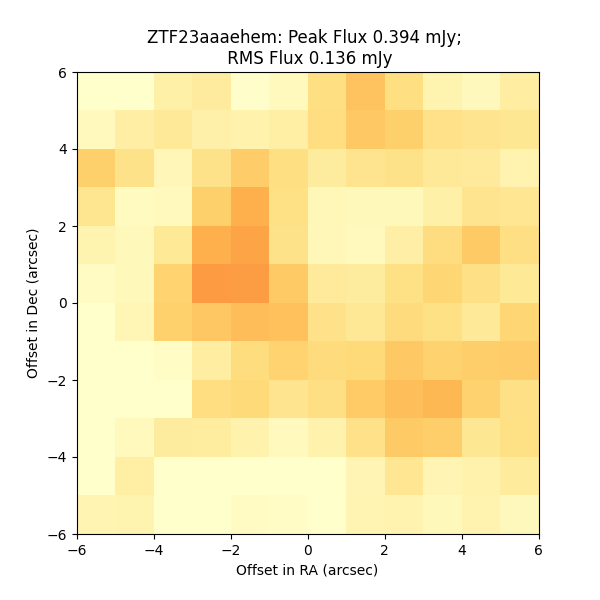 ZTF23aaaehem: Peak Flux 0.394 mJy;
RMS Flux 0.136 mJy
6
4
2
0
−2
−4
−6
Offset in Dec (arcsec)
−6 −4 −2 0 2 4 6
Offset in RA (arcsec)